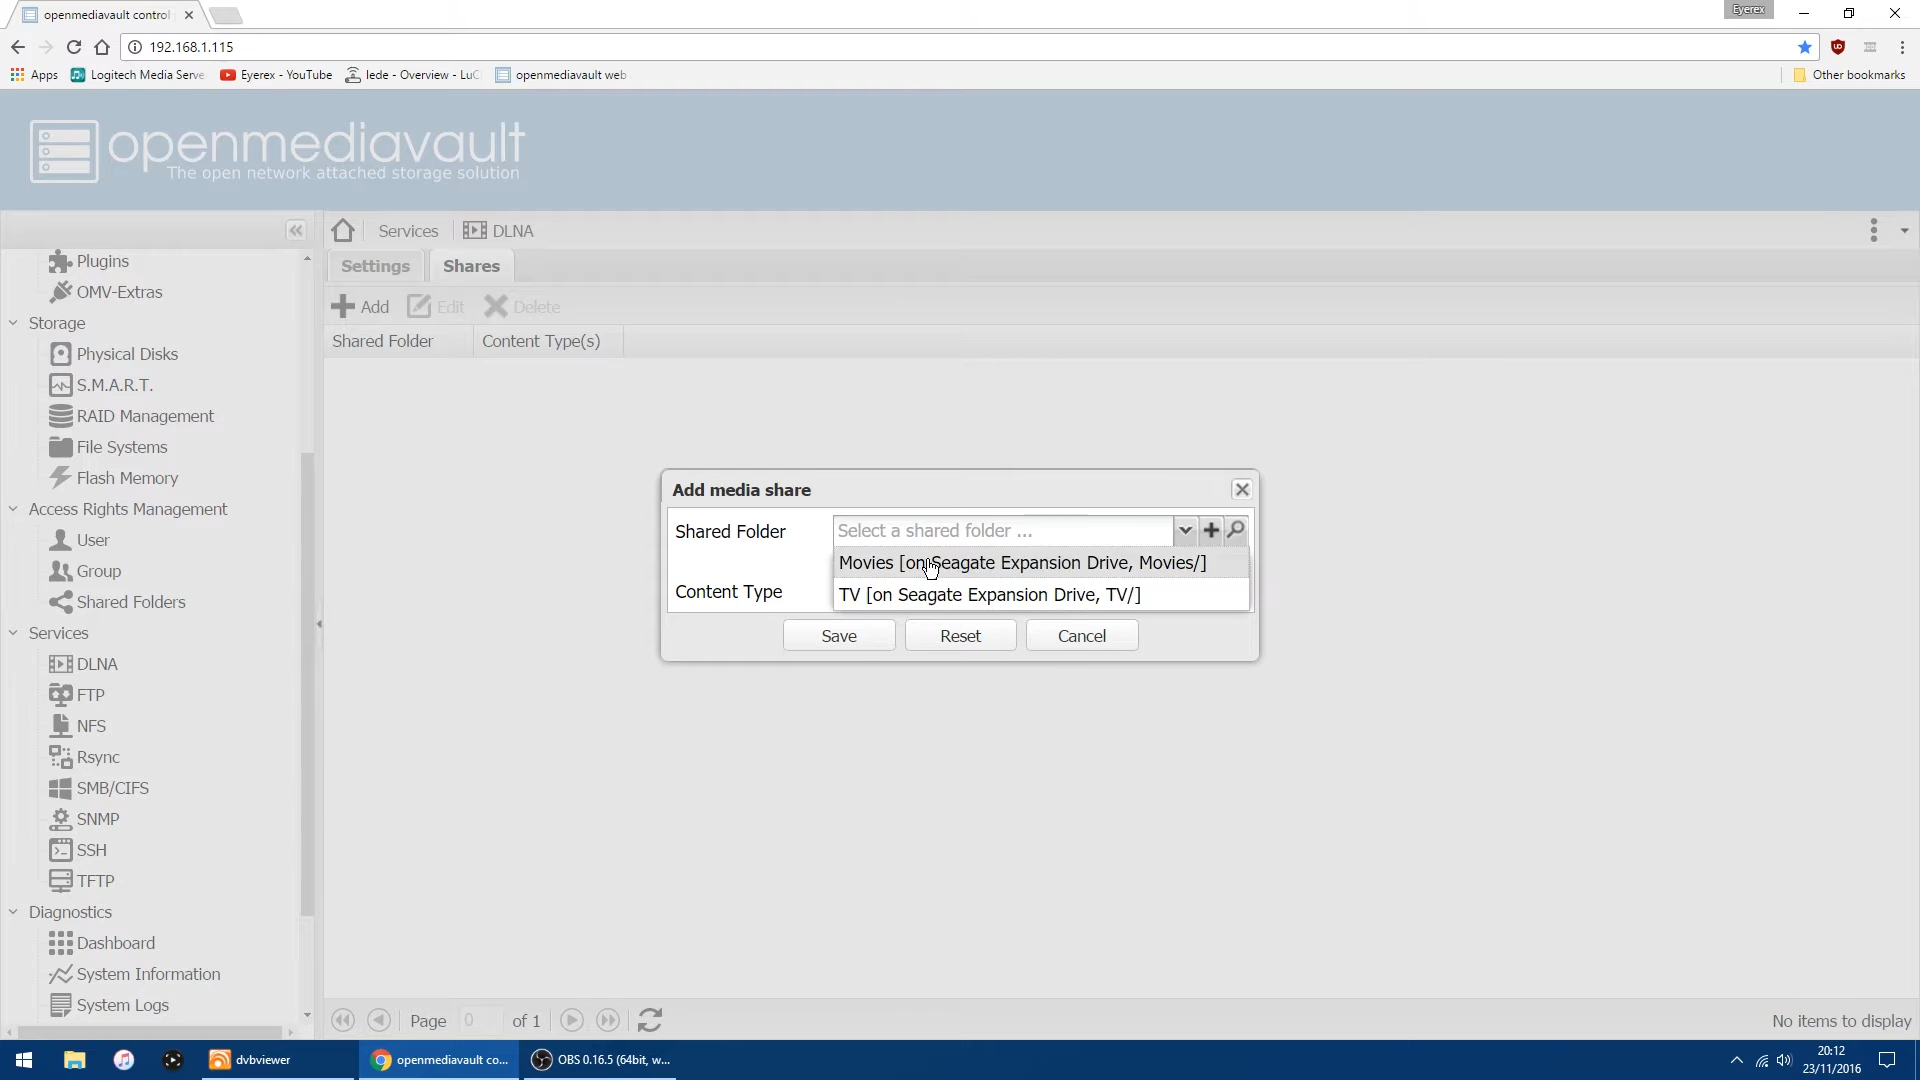 openmediavault control
Eyerex
192.168.1.115
Apps
Logitech Media Serve
Eyerex - YouTube
lede - Overview - LuC
openmediavault web
Other bookmarks
openmediavault
The open network attached storage solution
Services
DLNA
Plugins
OMV-Extras
Storage
Physical Disks
S.M.A.R.T.
RAID Management
File Systems
Flash Memory
Access Rights Management
User
Group
Shared Folders
Services
DLNA
FTP
NFS
Rsync
SMB/CIFS
SNMP
SSH
TFTP
Diagnostics
Dashboard
System Information
System Logs
Settings
Shares
Add
Edit
Delete
Shared Folder
Content Type(s)
Add media share
Shared Folder
Select a shared folder ...
Movies [on Seagate Expansion Drive, Movies/]
TV [on Seagate Expansion Drive, TV/]
Content Type
Save
Reset
Cancel
Page 0 of 1
No items to display
dvbviewer
openmediavault co...
OBS 0.16.5 (64bit, w...
20:12
23/11/2016